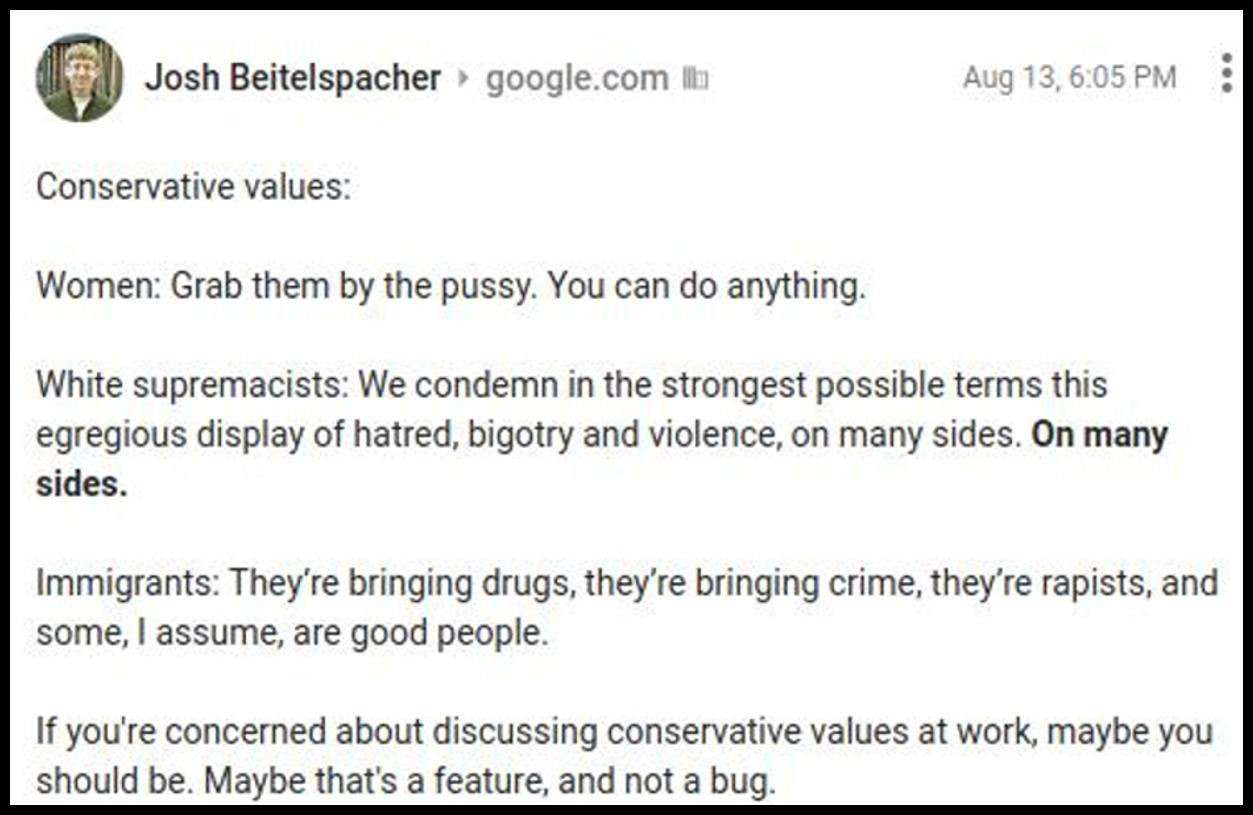 Josh Beitelspacher ▸ google.com Aug 13, 6:05 PM
Conservative values:
Women: Grab them by the pussy. You can do anything.
White supremacists: We condemn in the strongest possible terms this
egregious display of hatred, bigotry and violence, on many sides. On many
sides.
Immigrants: They’re bringing drugs, they’re bringing crime, they’re rapists, and
some, I assume, are good people.
If you're concerned about discussing conservative values at work, maybe you
should be. Maybe that's a feature, and not a bug.